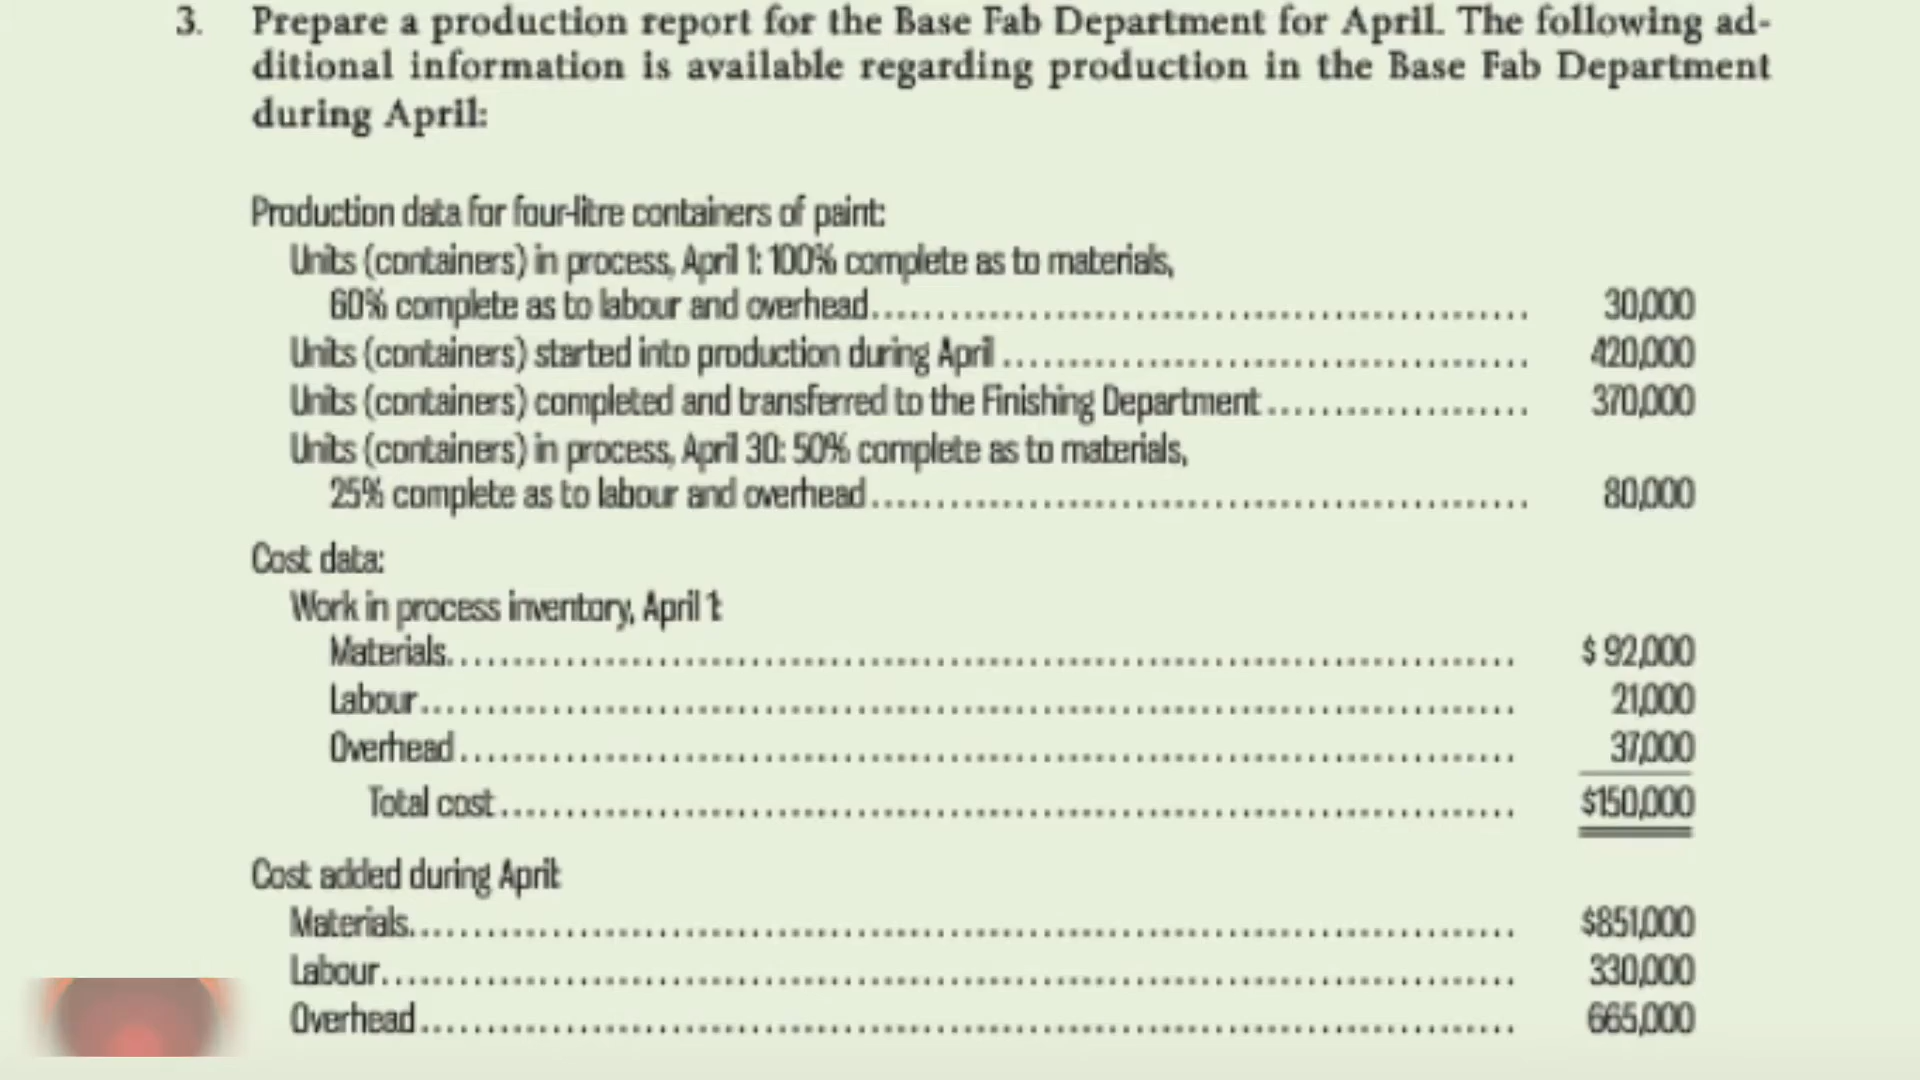 3. Prepare a production report for the Base Fab Department for April. The following ad-
ditional information is available regarding production in the Base Fab Department
during April:
Production data for four-litre containers of paint:
Units (containers) in process, April 1: 100% complete as to materials,
60% complete as to labour and overhead 30,000
Units (containers) started into production during April 420,000
Units (containers) completed and transferred to the Finishing Department 370,000
Units (containers) in process, April 30: 50% complete as to materials,
25% complete as to labour and overhead 80,000
Cost data:
Work in process inventory, April 1:
Materials $ 92,000
Labour 21,000
Overhead 37,000
Total cost $150,000
Cost added during April:
Materials $851,000
Labour 330,000
Overhead 665,000